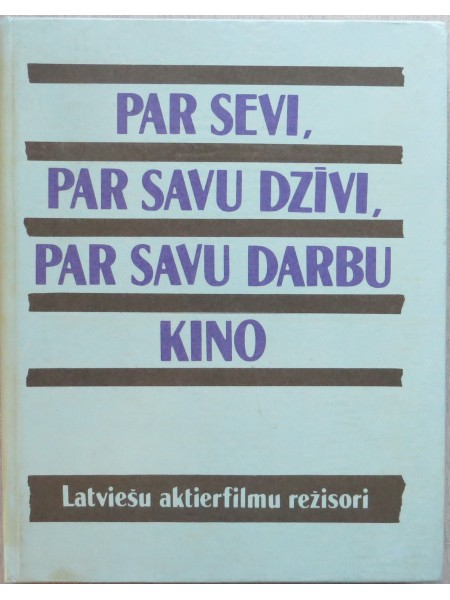 PAR SEVI,
PAR SAVU DZĪVI,
PAR SAVU DARBU
KINO
Latviešu aktierfilmu režisori